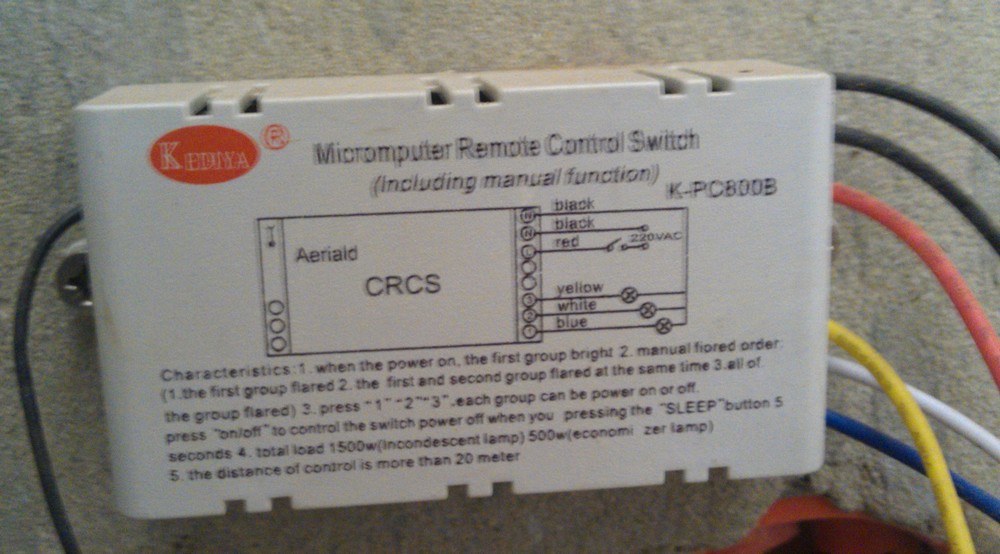 KEDIYA ®
Micromputer Remote Control Switch
(Including manual function)
K-PC800B
black
black
red
220VAC
Aeriald
CRCS
N
N
L
yellow
white
blue
3
2
1
Characteristics:1. when the power on, the first group bright 2. manual fiored order:
(1.the first group flared 2. the first and second group flared at the same time 3.all of
the group flared) 3. press "1" "2" "3" ,each group can be power on or off.
press "on/off" to control the switch power off when you pressing the "SLEEP" button 5
seconds 4. total load 1500w(incondescent lamp) 500w(economi zer lamp)
5. the distance of control is more than 20 meter